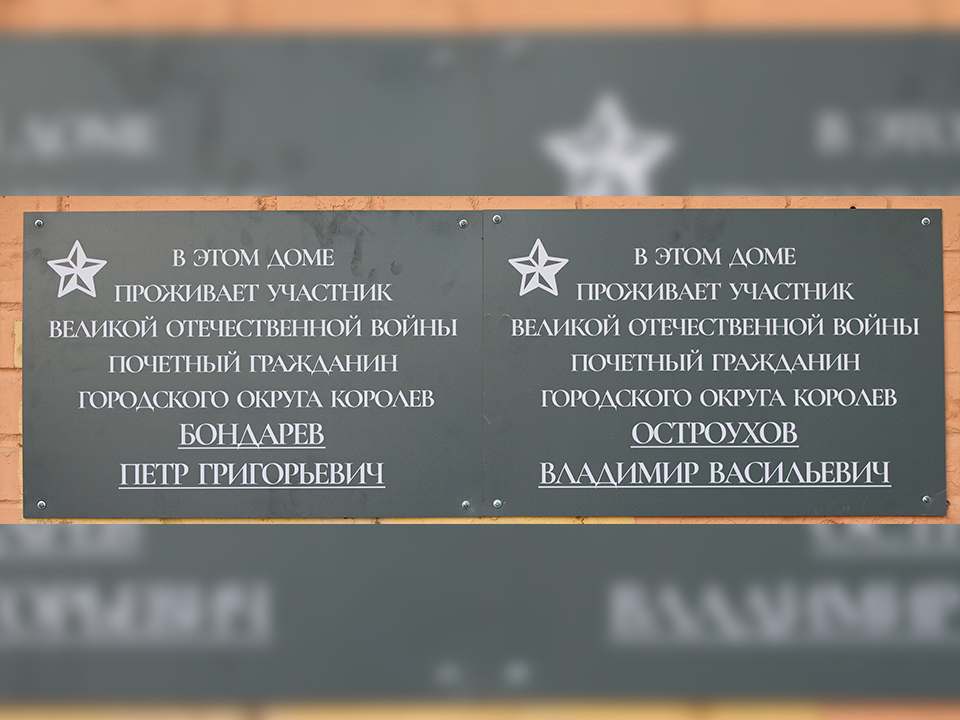 В ЭТОМ ДОМЕ
ПРОЖИВАЕТ УЧАСТНИК
ВЕЛИКОЙ ОТЕЧЕСТВЕННОЙ ВОЙНЫ
ПОЧЕТНЫЙ ГРАЖДАНИН
ГОРОДСКОГО ОКРУГА КОРОЛЕВ
БОНДАРЕВ
ПЕТР ГРИГОРЬЕВИЧ
В ЭТОМ ДОМЕ
ПРОЖИВАЕТ УЧАСТНИК
ВЕЛИКОЙ ОТЕЧЕСТВЕННОЙ ВОЙНЫ
ПОЧЕТНЫЙ ГРАЖДАНИН
ГОРОДСКОГО ОКРУГА КОРОЛЕВ
ОСТРОУХОВ
ВЛАДИМИР ВАСИЛЬЕВИЧ